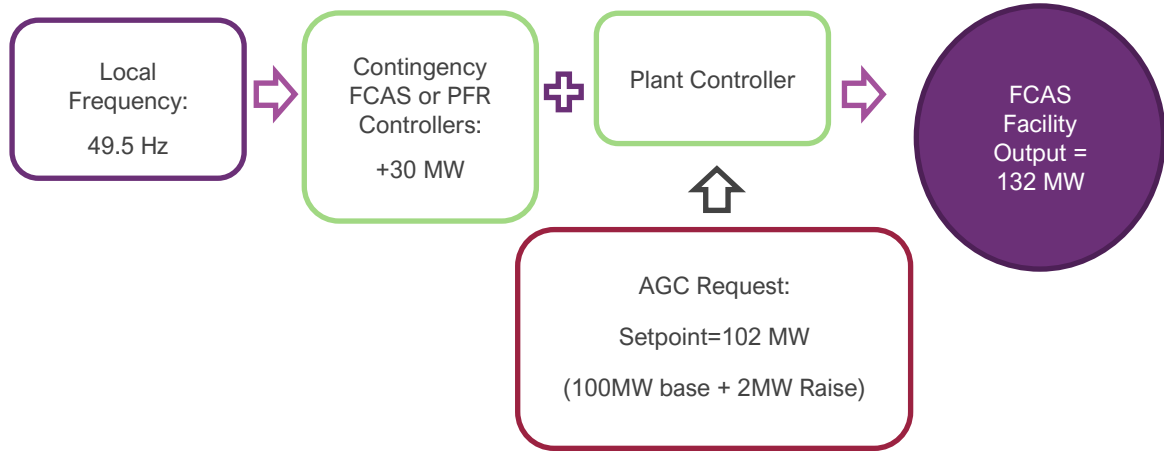 Local
Frequency:
49.5 Hz
Contingency
FCAS or PFR
Controllers:
+30 MW
Plant Controller
FCAS
Facility
Output =
132 MW
AGC Request:
Setpoint=102 MW
(100MW base + 2MW Raise)